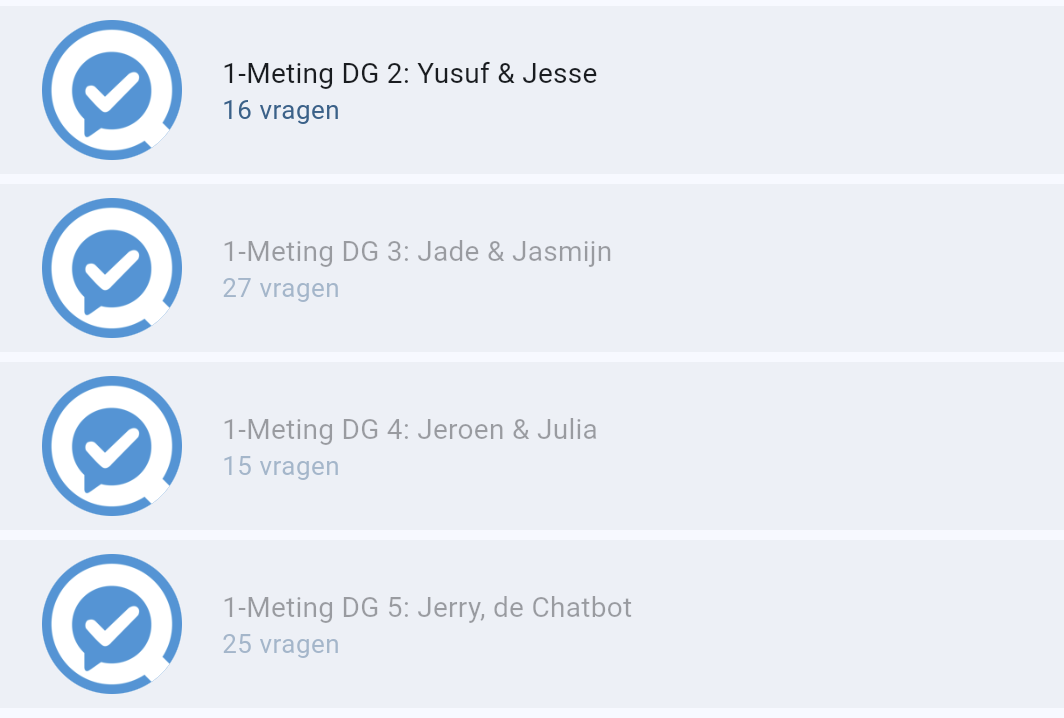 1-Meting DG 2: Yusuf & Jesse
16 vragen
1-Meting DG 3: Jade & Jasmijn
27 vragen
1-Meting DG 4: Jeroen & Julia
15 vragen
1-Meting DG 5: Jerry, de Chatbot
25 vragen